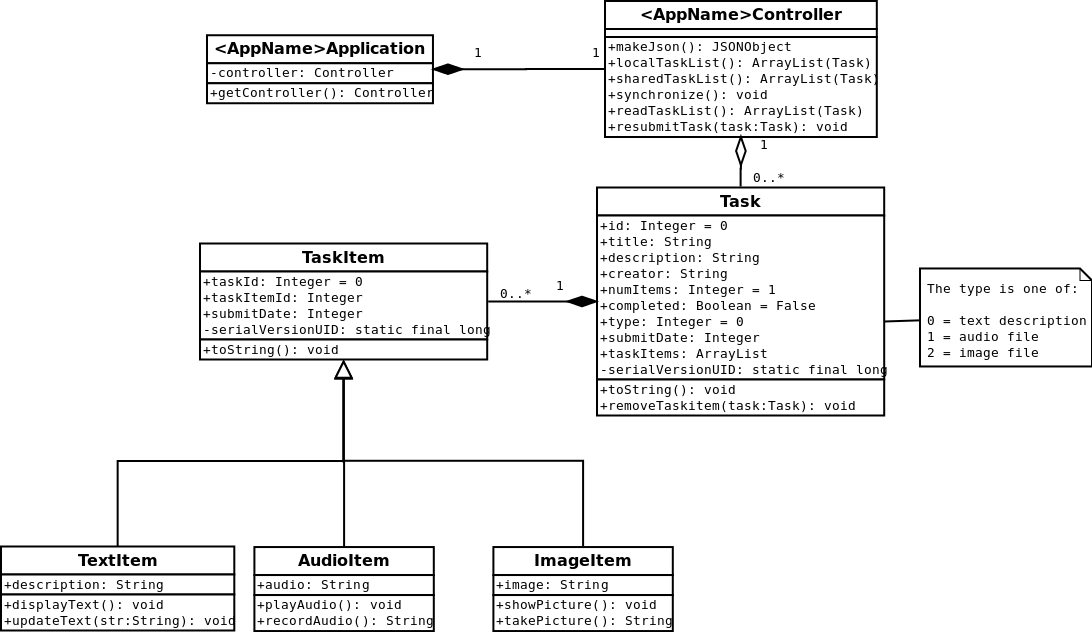 <AppName>Application
-controller: Controller
+getController(): Controller
1
1
<AppName>Controller
+makeJson(): JSONObject
+localTaskList(): ArrayList(Task)
+sharedTaskList(): ArrayList(Task)
+synchronize(): void
+readTaskList(): ArrayList(Task)
+resubmitTask(task:Task): void
1
0..*
Task
+id: Integer = 0
+title: String
+description: String
+creator: String
+numItems: Integer = 1
+completed: Boolean = False
+type: Integer = 0
+submitDate: Integer
+taskItems: ArrayList
-serialVersionUID: static final long
+toString(): void
+removeTaskitem(task:Task): void
The type is one of:
0 = text description
1 = audio file
2 = image file
1
0..*
TaskItem
+taskId: Integer = 0
+taskItemId: Integer
+submitDate: Integer
-serialVersionUID: static final long
+toString(): void
TextItem
+description: String
+displayText(): void
+updateText(str:String): void
AudioItem
+audio: String
+playAudio(): void
+recordAudio(): String
ImageItem
+image: String
+showPicture(): void
+takePicture(): String